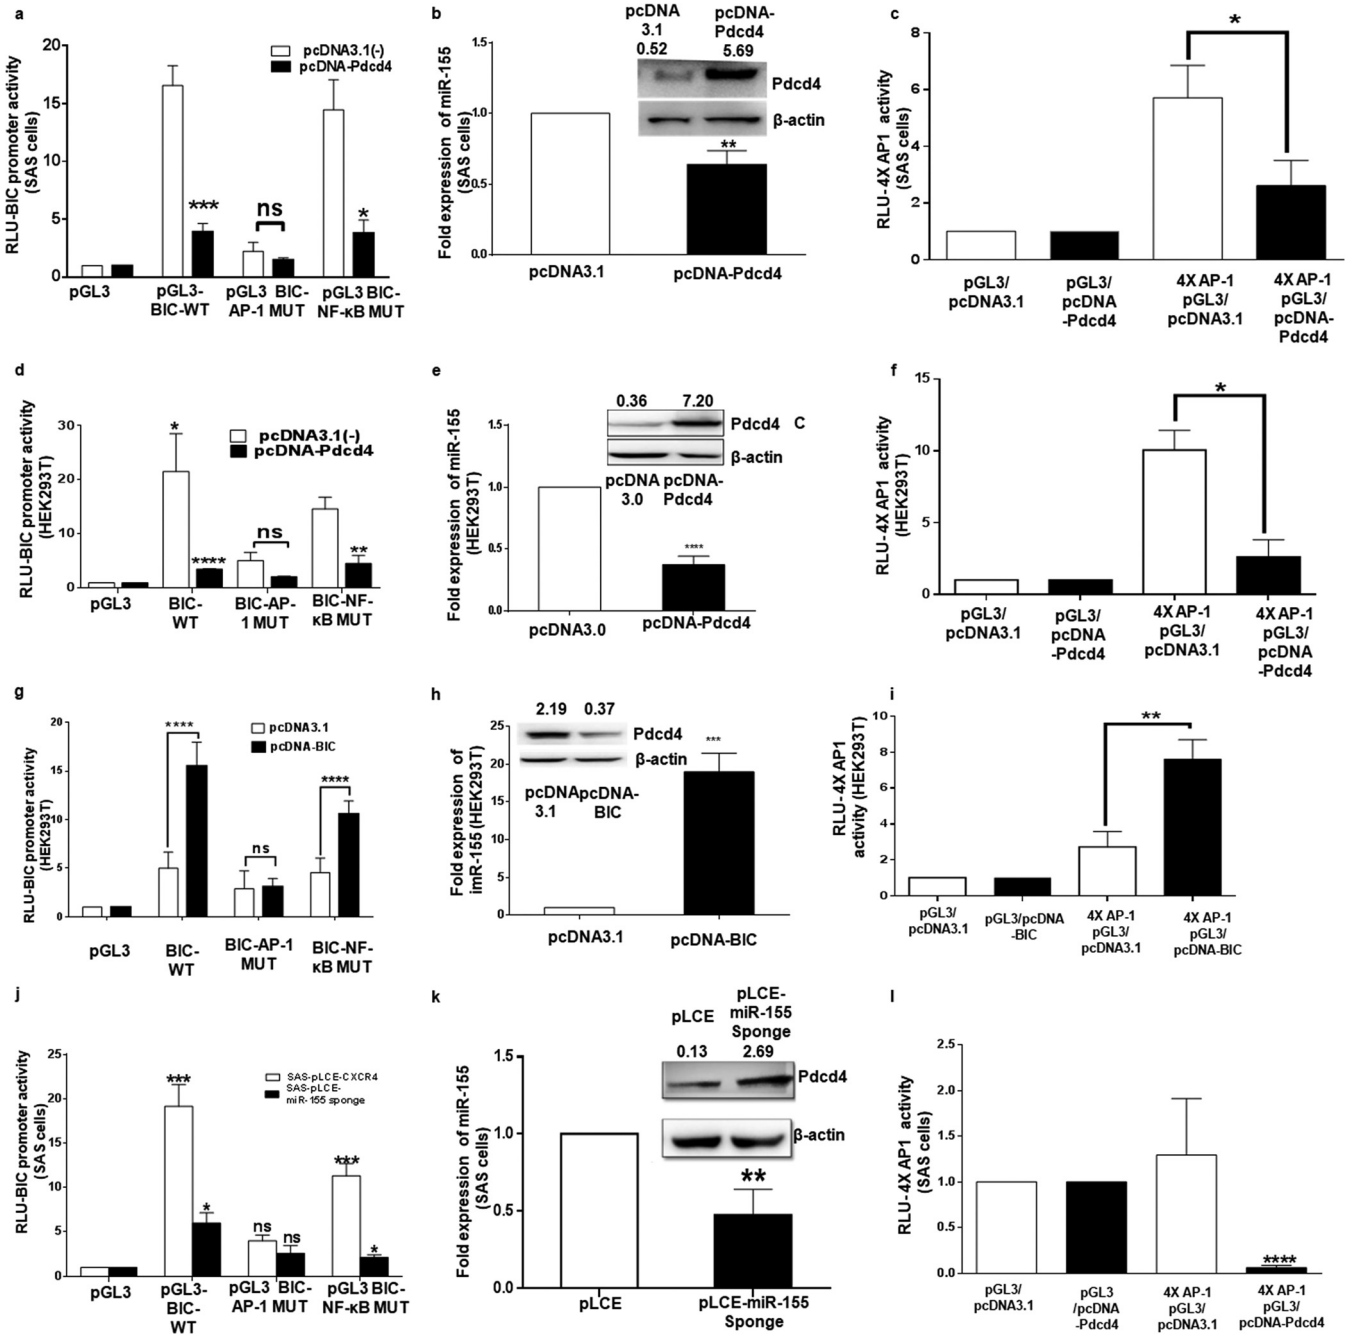 a
RLU-BIC promoter activity
(SAS cells)
20
15
10
5
0
pcDNA3.1(-)
pcDNA-Pdcd4
***
ns
*
pGL3
pGL3-
BIC-WT
pGL3 BIC-
AP-1 MUT
pGL3 BIC-
NF-κB MUT
b
Fold expression of miR-155
(SAS cells)
1.5
1.0
0.5
0.0
pcDNA
3.1
pcDNA-
Pdcd4
0.52
5.69
Pdcd4
β-actin
**
pcDNA3.1
pcDNA-Pdcd4
c
RLU- 4X AP1 activity
(SAS cells)
8
6
4
2
0
*
pGL3/
pcDNA3.1
pGL3/
pcDNA
-Pdcd4
4X AP-1
pGL3/
pcDNA3.1
4X AP-1
pGL3/
pcDNA-
Pdcd4
d
RLU-BIC promoter activity
(HEK293T)
30
20
10
0
pcDNA3.1(-)
pcDNA-Pdcd4
*
****
ns
**
pGL3
BIC-
WT
BIC-AP-
1 MUT
BIC-NF-
κB MUT
e
Fold expression of miR-155
(HEK293T)
1.5
1.0
0.5
0.0
0.36
7.20
Pdcd4 C
β-actin
pcDNA
3.0
pcDNA-
Pdcd4
****
pcDNA3.0
pcDNA-Pdcd4
f
RLU- 4X AP1 activity
(HEK293T)
15
10
5
0
*
pGL3/
pcDNA3.1
pGL3/
pcDNA
-Pdcd4
4X AP-1
pGL3/
pcDNA3.1
4X AP-1
pGL3/
pcDNA
-Pdcd4
g
RLU-BIC promoter activity
(HEK293T)
20
15
10
5
0
pcDNA3.1
pcDNA-BIC
****
ns
****
pGL3
BIC-
WT
BIC-AP-1
MUT
BIC-NF-
κB MUT
h
Fold expression of
imR-155 (HEK293T)
25
20
15
10
5
0
2.19
0.37
Pdcd4
β-actin
pcDNA
3.1
pcDNA-
BIC
***
pcDNA3.1
pcDNA-BIC
i
RLU- 4X AP1
activity (HEK293T)
10
8
6
4
2
0
**
pGL3/
pcDNA3.1
pGL3/pcDNA
-BIC
4X AP-1
pGL3/
pcDNA3.1
4X AP-1
pGL3/
pcDNA-BIC
j
RLU-BIC promoter activity
(SAS cells)
25
20
15
10
5
0
SAS-pLCE-CXCR4
SAS-pLCE-
miR-155 sponge
***
*
ns
ns
***
*
pGL3
pGL3-
BIC-
WT
pGL3 BIC-
AP-1 MUT
pGL3 BIC-
NF-κB MUT
k
Fold expression of miR-155
(SAS cells)
1.5
1.0
0.5
0.0
pLCE
pLCE-
miR-155
Sponge
0.13
2.69
Pdcd4
β-actin
**
pLCE
pLCE-miR-155
Sponge
l
RLU- 4X AP1 activity
(SAS cells)
2.5
2.0
1.5
1.0
0.5
0.0
****
pGL3/
pcDNA3.1
pGL3
/pcDNA
-Pdcd4
4X AP-1
pGL3/
pcDNA3.1
4X AP-1
pGL3/
pcDNA-Pdcd4